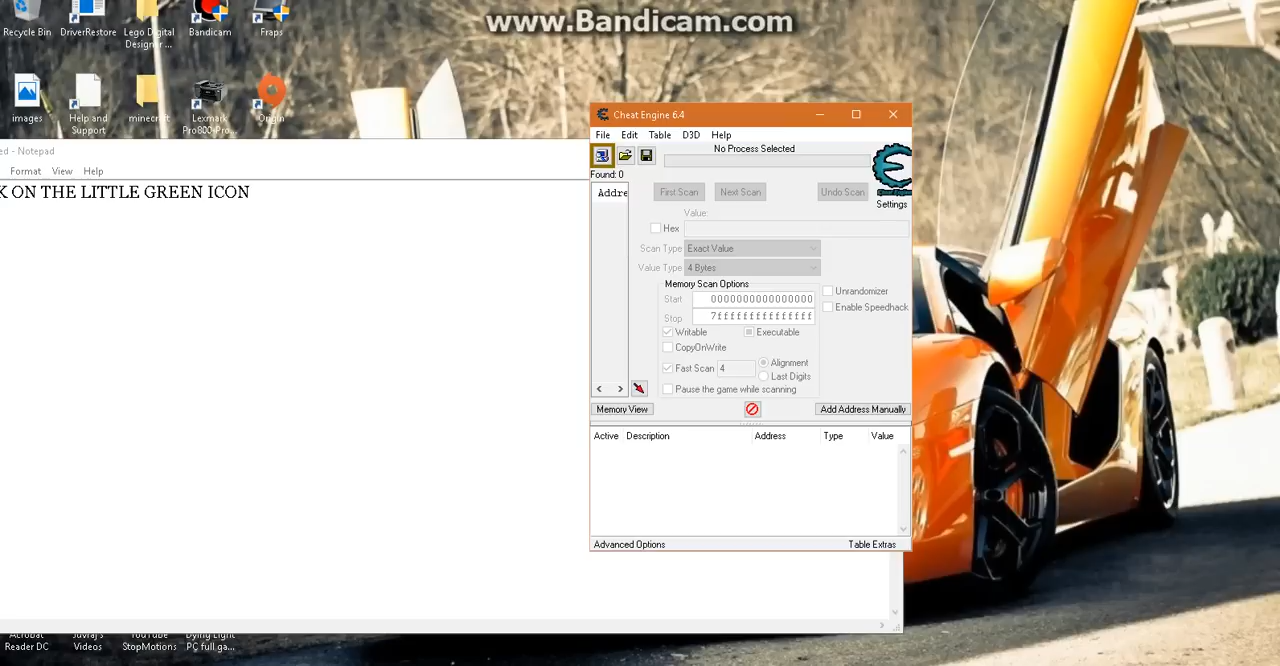 www.Bandicam.com
Recycle Bin
DriverRestore
Lego Digital
Designer ...
Bandicam
Fraps
images
Help and
Support
minecraft
Lexmark
Pro800-Pro...
Origin
ed - Notepad
Format View Help
K ON THE LITTLE GREEN ICON
Cheat Engine 6.4
File Edit Table D3D Help
No Process Selected
Found: 0
Addre
First Scan Next Scan Undo Scan
Cheat Engine
Settings
Value:
Hex
Scan Type Exact Value
Value Type 4 Bytes
Memory Scan Options
Start 0000000000000000
Stop 7fffffffffffffff
Unrandomizer
Enable Speedhack
Writable Executable
CopyOnWrite
Fast Scan 4 Alignment
Last Digits
Pause the game while scanning
Memory View Add Address Manually
Active Description Address Type Value
Advanced Options Table Extras
Acrobat
Reader DC
Juvraj's
Videos
YouTube
StopMotions
Dying Light
PC full.ga...